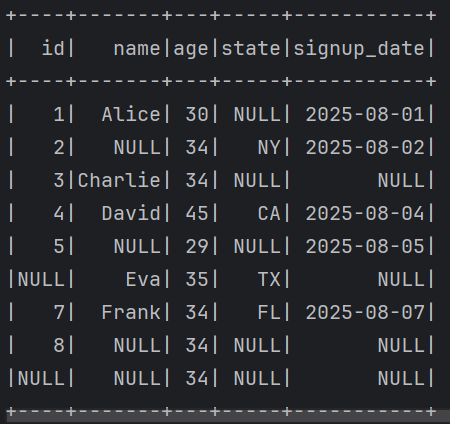 +----+-------+---+-----+-----------+
|  id|   name|age|state|signup_date|
+----+-------+---+-----+-----------+
|   1|  Alice| 30| NULL| 2025-08-01|
|   2|   NULL| 34|   NY| 2025-08-02|
|   3|Charlie| 34| NULL|       NULL|
|   4|  David| 45|   CA| 2025-08-04|
|   5|   NULL| 29| NULL| 2025-08-05|
|NULL|    Eva| 35|   TX|       NULL|
|   7|  Frank| 34|   FL| 2025-08-07|
|   8|   NULL| 34| NULL|       NULL|
|NULL|   NULL| 34| NULL|       NULL|
+----+-------+---+-----+-----------+